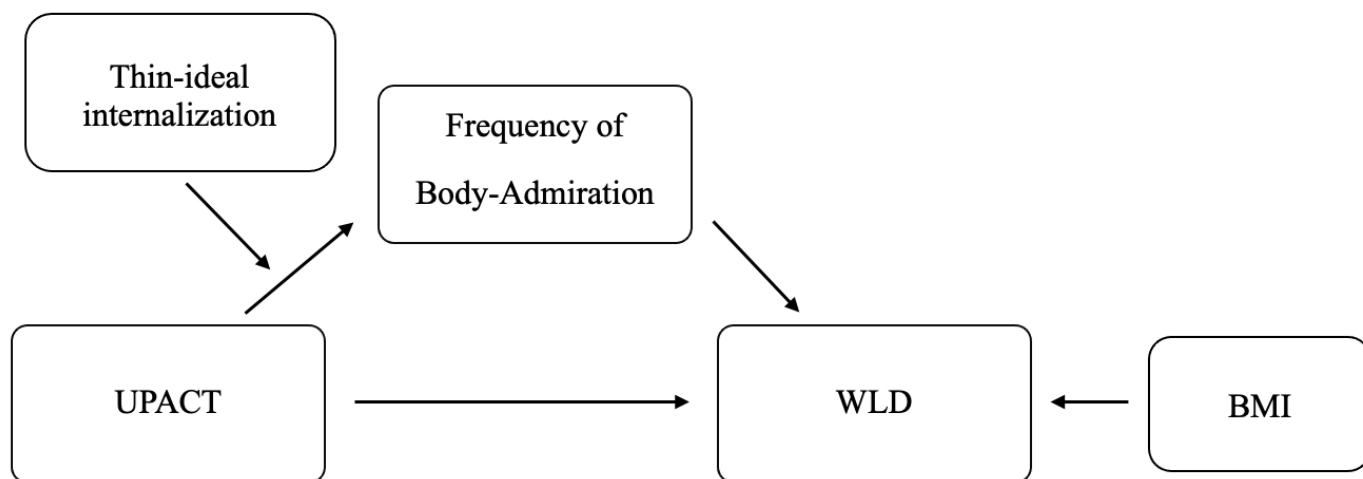 Thin-ideal
internalization
Frequency of
Body-Admiration
UPACT
WLD
BMI